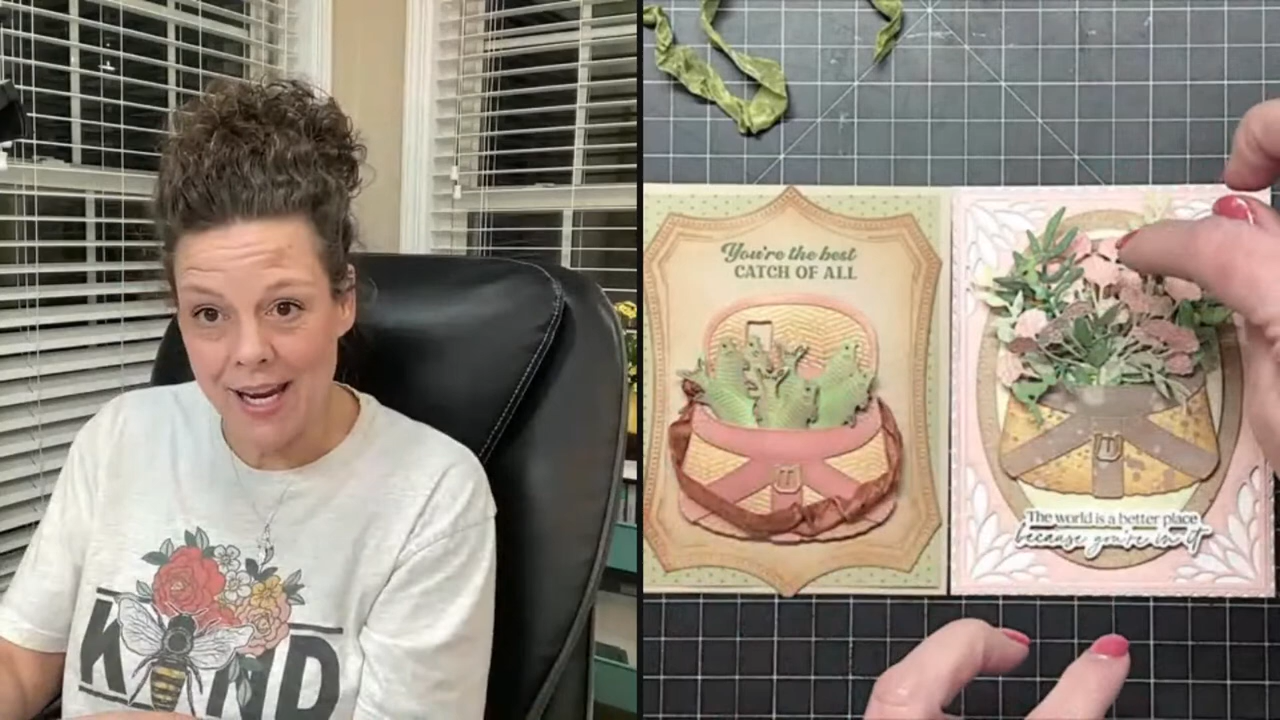 KIND
You're the best
CATCH OF ALL
The world is a better place
because you're in it